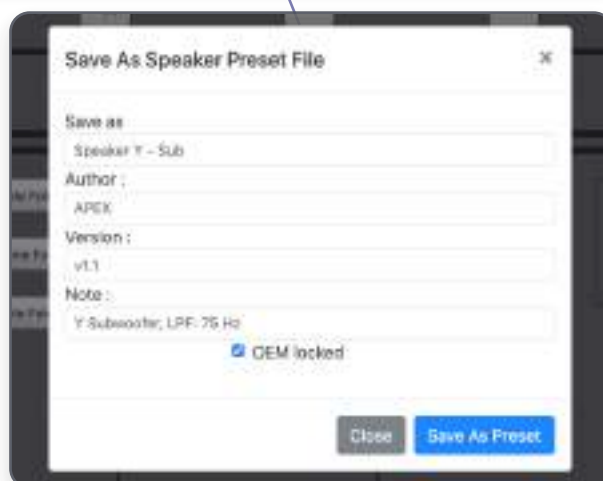 Save As Speaker Preset File
×
Save as
Speaker Y - Sub
Author :
APEX
Version :
v1.1
Note :
Y Subwoofer, LPF: 75 Hz
OEM locked
Close
Save As Preset